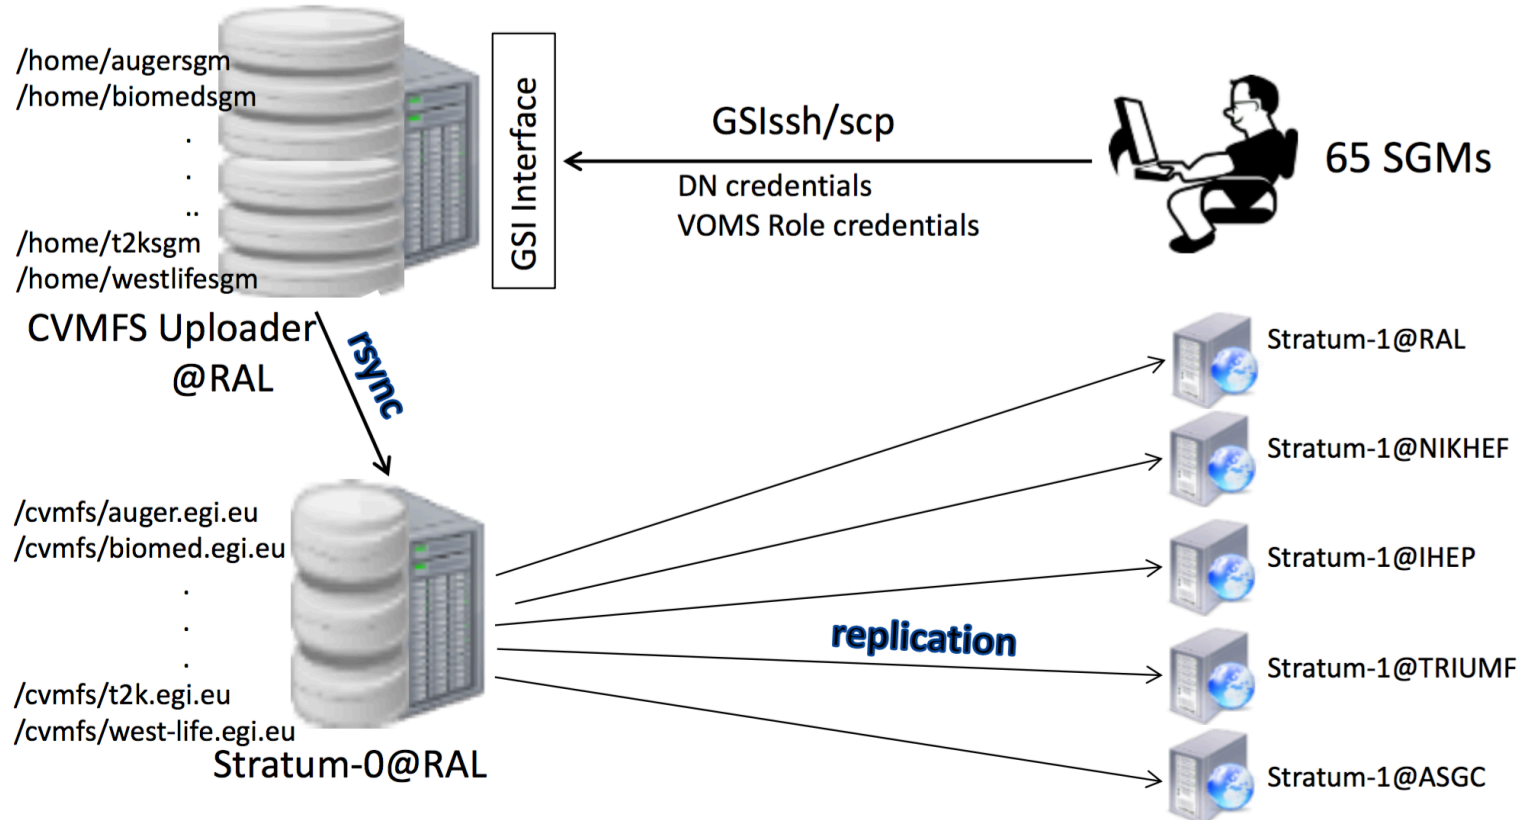 /home/augersgm
/home/biomedsgm
.
.
..
/home/t2ksgm
/home/westlifesgm
CVMFS Uploader
@RAL
GSI Interface
GSIssh/scp
DN credentials
VOMS Role credentials
65 SGMs
rsync
/cvmfs/auger.egi.eu
/cvmfs/biomed.egi.eu
.
.
.
/cvmfs/t2k.egi.eu
/cvmfs/west-life.egi.eu
Stratum-0@RAL
replication
Stratum-1@RAL
Stratum-1@NIKHEF
Stratum-1@IHEP
Stratum-1@TRIUMF
Stratum-1@ASGC